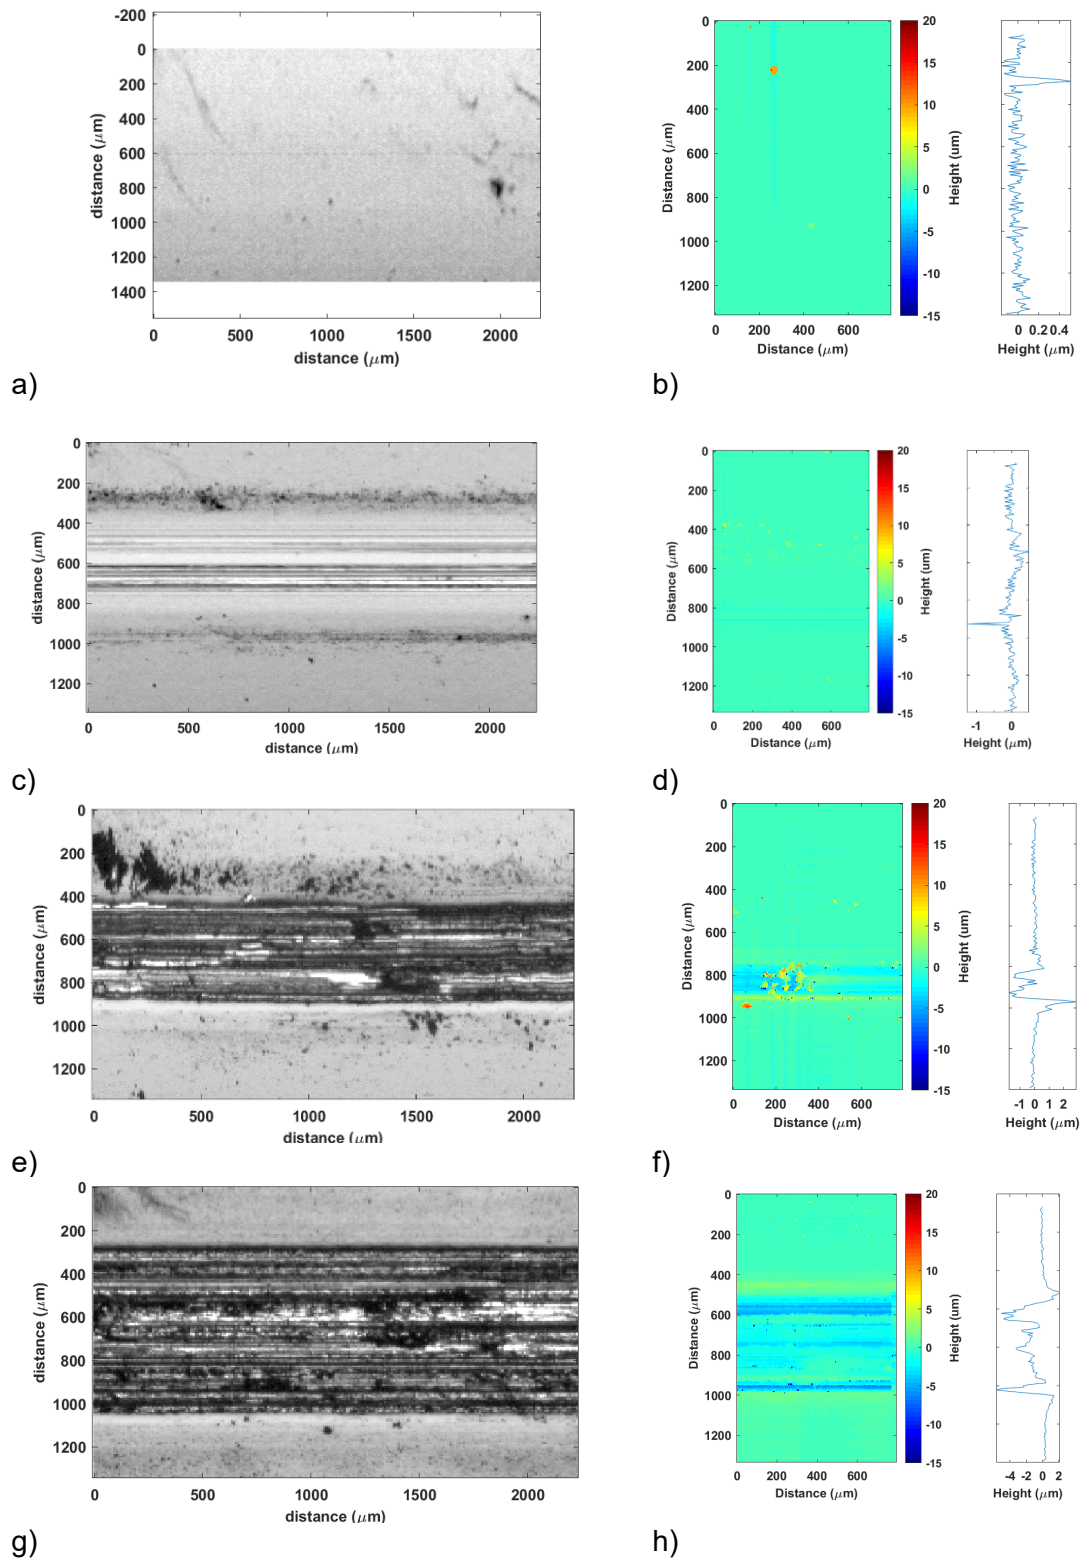 -200
0
200
400
600
800
1000
1200
1400
distance (μm)
0 500 1000 1500 2000
distance (μm)
a)
0
200
400
600
800
1000
1200
Distance (μm)
0 200 400 600
Distance (μm)
20
15
10
5
0
-5
-10
-15
Height (um)
0 0.2 0.4
Height (μm)
b)
0
200
400
600
800
1000
1200
distance (μm)
0 500 1000 1500 2000
distance (μm)
c)
0
200
400
600
800
1000
1200
Distance (μm)
0 200 400 600
Distance (μm)
20
15
10
5
0
-5
-10
-15
Height (um)
-1 0
Height (μm)
d)
0
200
400
600
800
1000
1200
distance (μm)
0 500 1000 1500 2000
distance (μm)
e)
0
200
400
600
800
1000
1200
Distance (μm)
0 200 400 600
Distance (μm)
20
15
10
5
0
-5
-10
-15
Height (um)
-1 0 1 2
Height (μm)
f)
0
200
400
600
800
1000
1200
distance (μm)
0 500 1000 1500 2000
distance (μm)
g)
0
200
400
600
800
1000
1200
Distance (μm)
0 200 400 600
Distance (μm)
20
15
10
5
0
-5
-10
-15
Height (um)
-4 -2 0 2
Height (μm)
h)